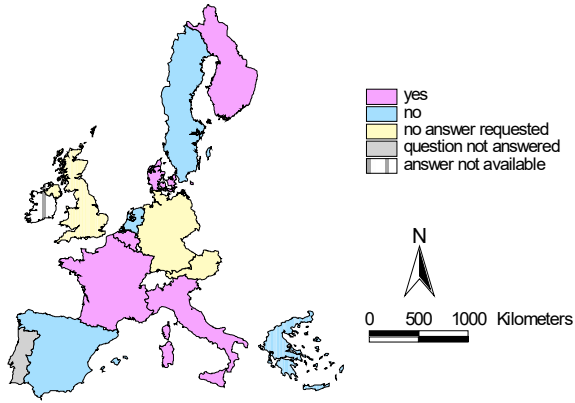 yes
no
no answer requested
question not answered
answer not available
N
0 500 1000 Kilometers